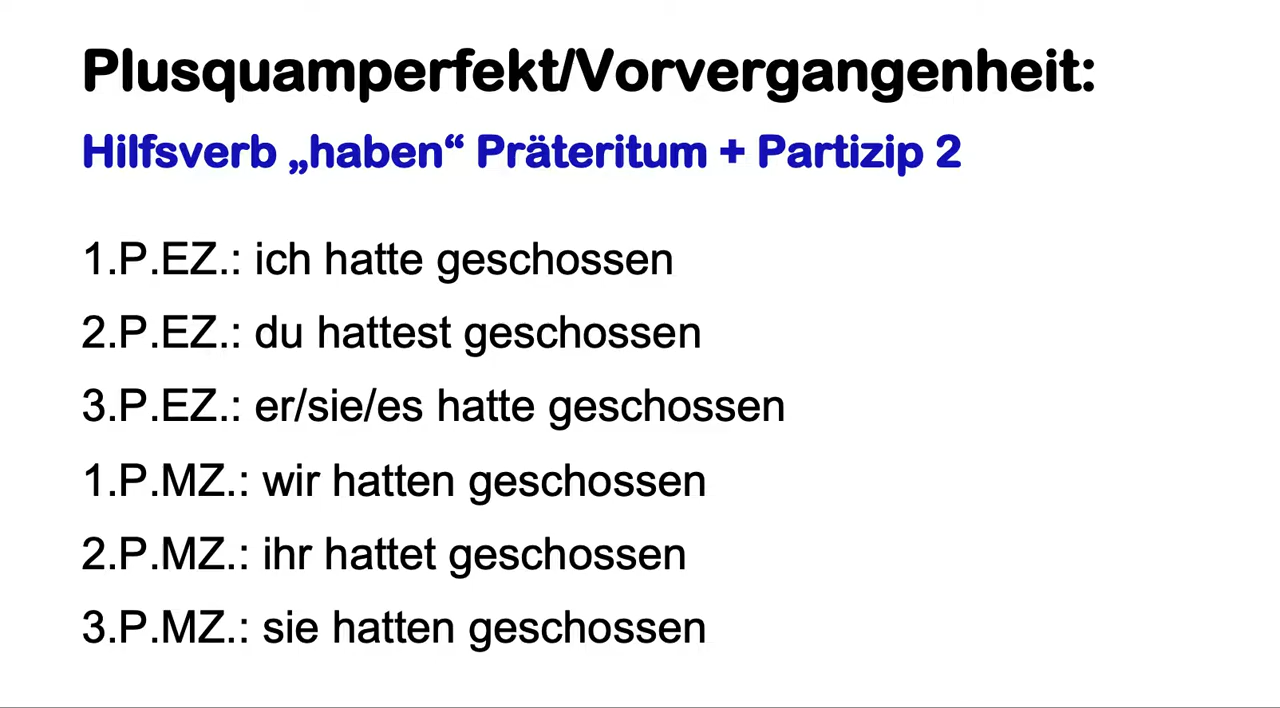 Plusquamperfekt/Vorvergangenheit:
Hilfsverb „haben“ Präteritum + Partizip 2
1.P.EZ.: ich hatte geschossen
2.P.EZ.: du hattest geschossen
3.P.EZ.: er/sie/es hatte geschossen
1.P.MZ.: wir hatten geschossen
2.P.MZ.: ihr hattet geschossen
3.P.MZ.: sie hatten geschossen